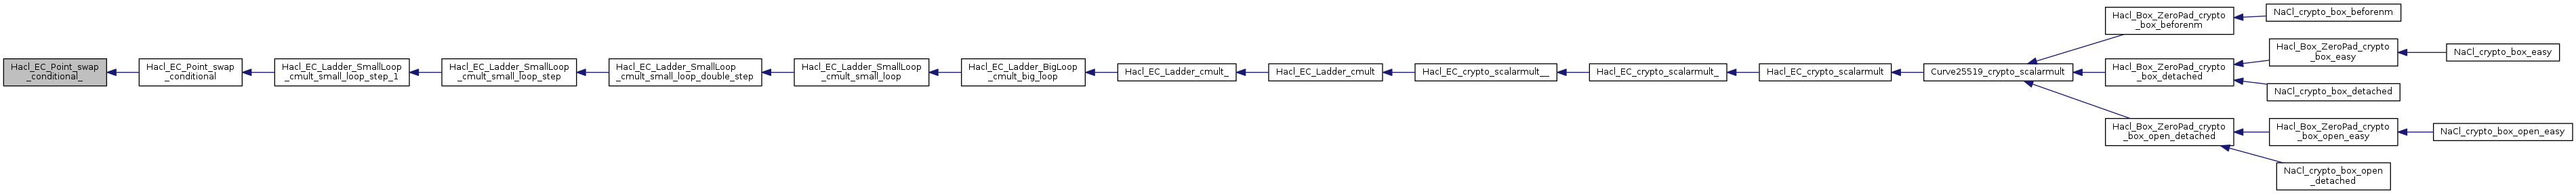 Hacl_EC_Point_swap
_conditional_
Hacl_EC_Point_swap
_conditional
Hacl_EC_Ladder_SmallLoop
_cmult_small_loop_step_1
Hacl_EC_Ladder_SmallLoop
_cmult_small_loop_step
Hacl_EC_Ladder_SmallLoop
_cmult_small_loop_double_step
Hacl_EC_Ladder_SmallLoop
_cmult_small_loop
Hacl_EC_Ladder_BigLoop
_cmult_big_loop
Hacl_EC_Ladder_cmult_
Hacl_EC_Ladder_cmult
Hacl_EC_crypto_scalarmult__
Hacl_EC_crypto_scalarmult_
Hacl_EC_crypto_scalarmult
Curve25519_crypto_scalarmult
Hacl_Box_ZeroPad_crypto
_box_beforenm
NaCl_crypto_box_beforenm
Hacl_Box_ZeroPad_crypto
_box_detached
Hacl_Box_ZeroPad_crypto
_box_easy
NaCl_crypto_box_easy
NaCl_crypto_box_detached
Hacl_Box_ZeroPad_crypto
_box_open_detached
Hacl_Box_ZeroPad_crypto
_box_open_easy
NaCl_crypto_box_open_easy
NaCl_crypto_box_open
_detached